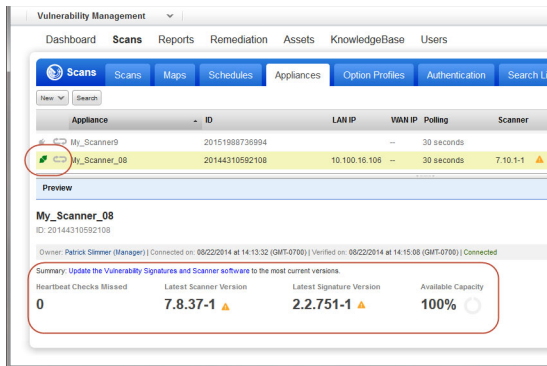 Vulnerability Management
Dashboard Scans Reports Remediation Assets KnowledgeBase Users
Scans Scans Maps Schedules Appliances Option Profiles Authentication Search Li
New Search
Appliance ID LAN IP WAN IP Polling Scanner
My_Scanner9 20151988736994 -- 30 seconds
My_Scanner_08 20144310592108 10.100.16.106 -- 30 seconds 7.10.1-1
Preview
My_Scanner_08
ID: 20144310592108
Owner: Patrick Slimmer (Manager) | Connected on: 08/22/2014 at 14:13:32 (GMT-0700) | Verified on: 08/22/2014 at 14:15:08 (GMT-0700) | Connected
Summary: Update the Vulnerability Signatures and Scanner software to the most current versions.
Heartbeat Checks Missed Latest Scanner Version Latest Signature Version Available Capacity
0 7.8.37-1 2.2.751-1 100%